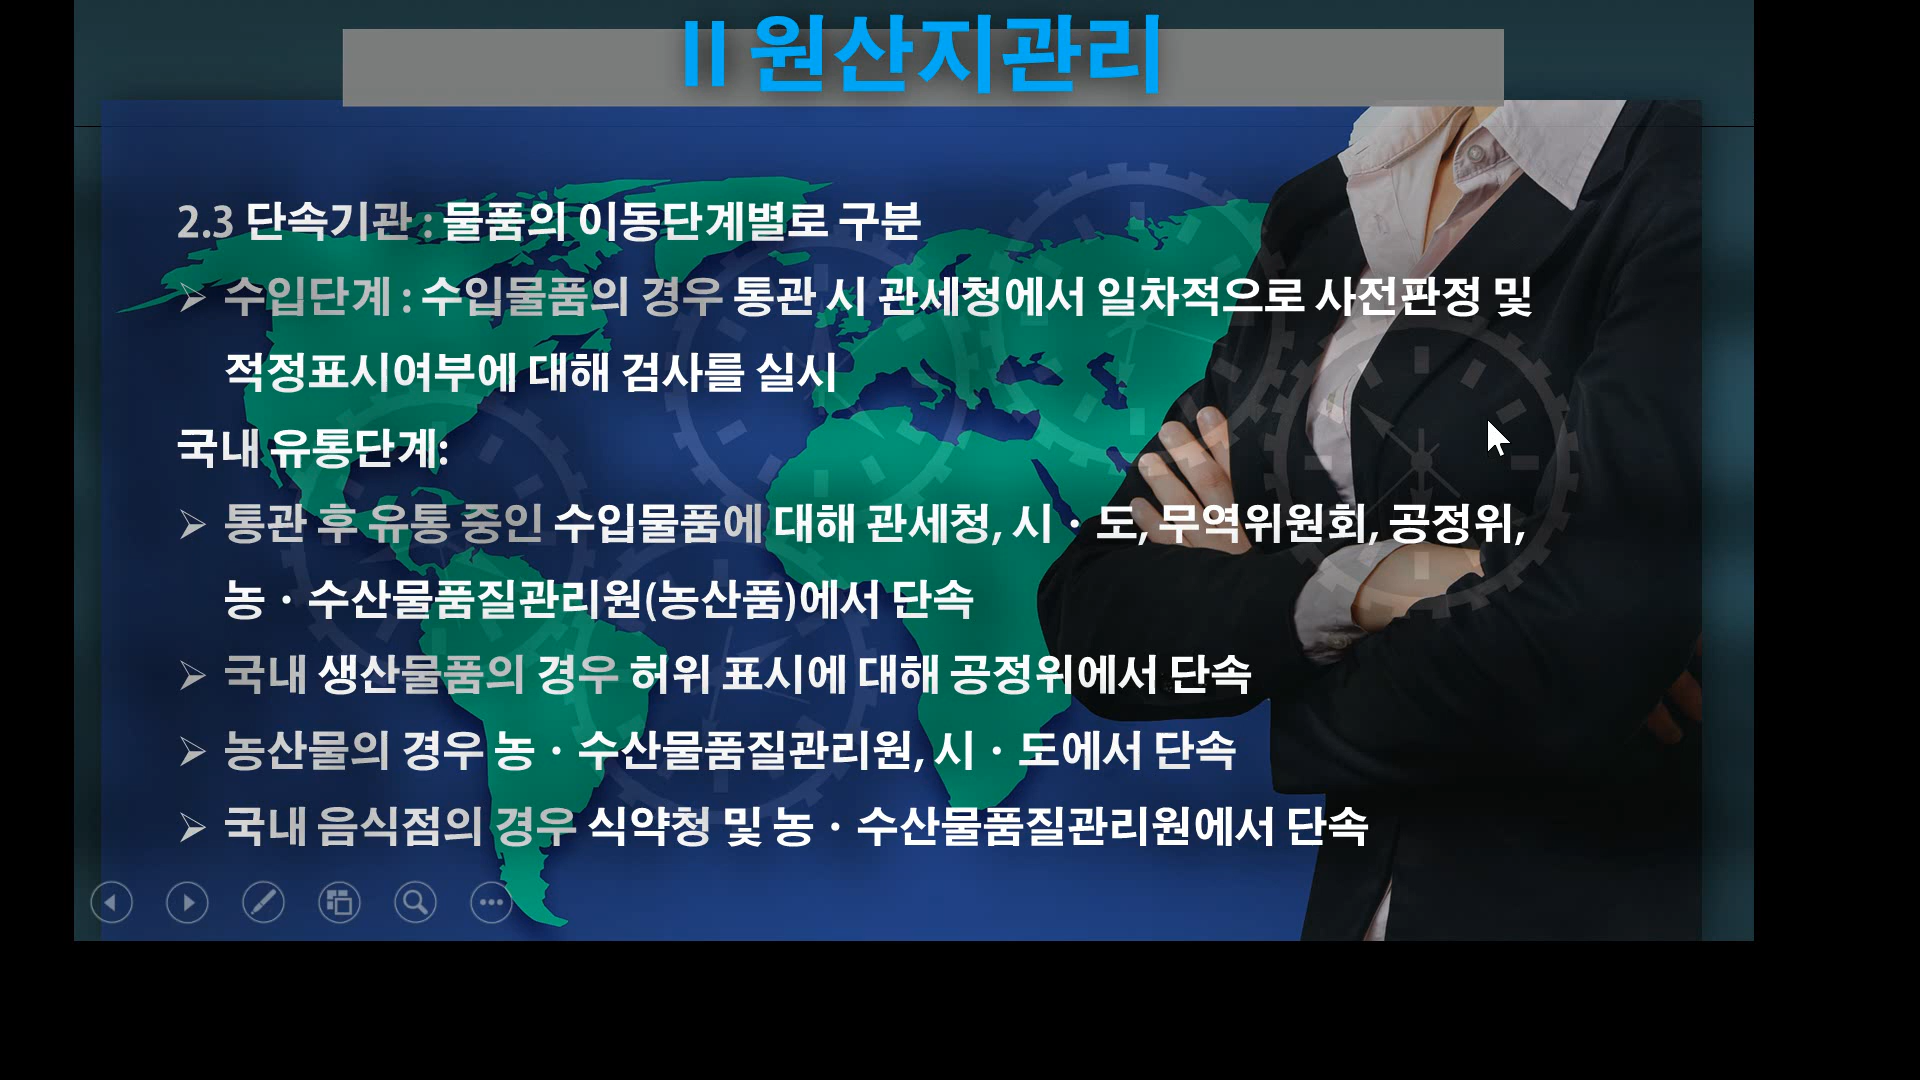 II 원산지관리
2.3 단속기관 : 물품의 이동단계별로 구분
➢ 수입단계 : 수입물품의 경우 통관 시 관세청에서 일차적으로 사전판정 및
적정표시여부에 대해 검사를 실시
국내 유통단계:
➢ 통관 후 유통 중인 수입물품에 대해 관세청, 시 · 도, 무역위원회, 공정위,
농 · 수산물품질관리원(농산품)에서 단속
➢ 국내 생산물품의 경우 허위 표시에 대해 공정위에서 단속
➢ 농산물의 경우 농 · 수산물품질관리원, 시 · 도에서 단속
➢ 국내 음식점의 경우 식약청 및 농 · 수산물품질관리원에서 단속